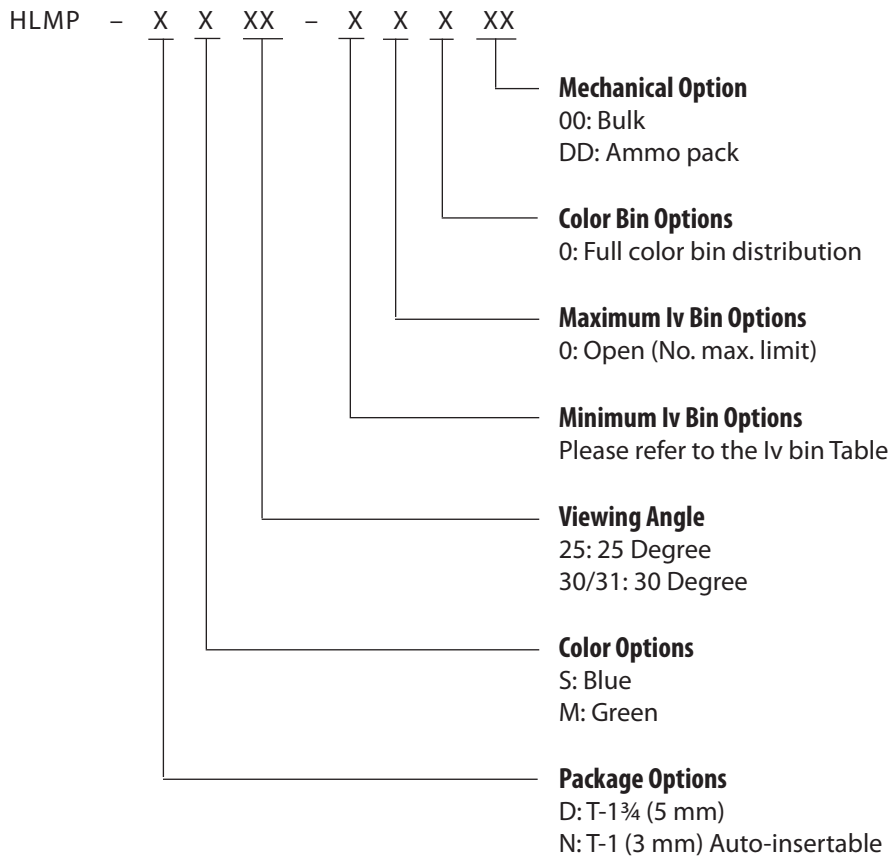 HLMP – X X XX – X X X XX
Mechanical Option
00: Bulk
DD: Ammo pack
Color Bin Options
0: Full color bin distribution
Maximum Iv Bin Options
0: Open (No. max. limit)
Minimum Iv Bin Options
Please refer to the Iv bin Table
Viewing Angle
25: 25 Degree
30/31: 30 Degree
Color Options
S: Blue
M: Green
Package Options
D: T-1¾ (5 mm)
N: T-1 (3 mm) Auto-insertable